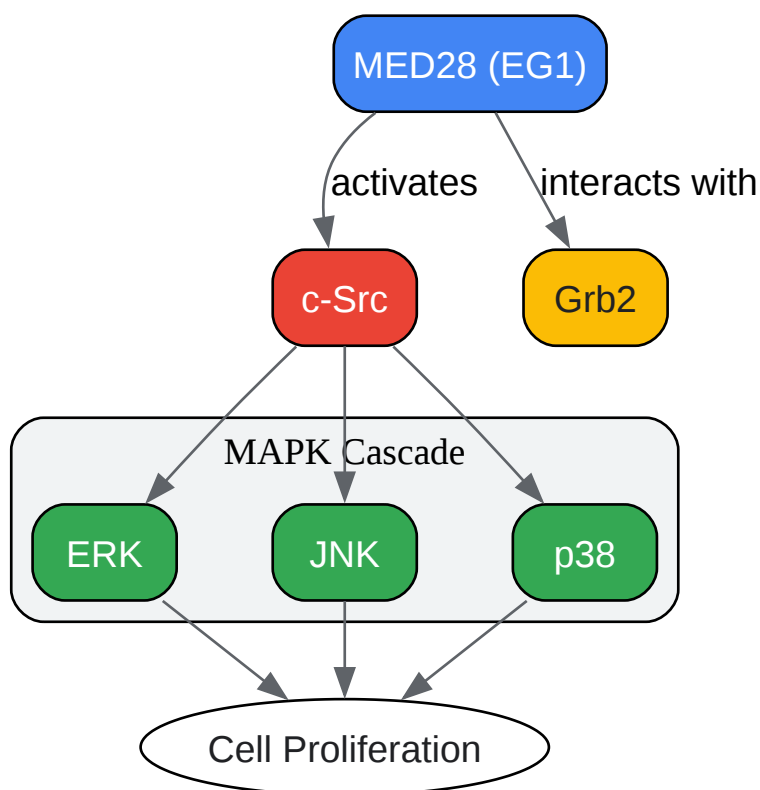 MED28 (EG1)
activates
interacts with
c-Src
Grb2
MAPK Cascade
ERK
JNK
p38
Cell Proliferation